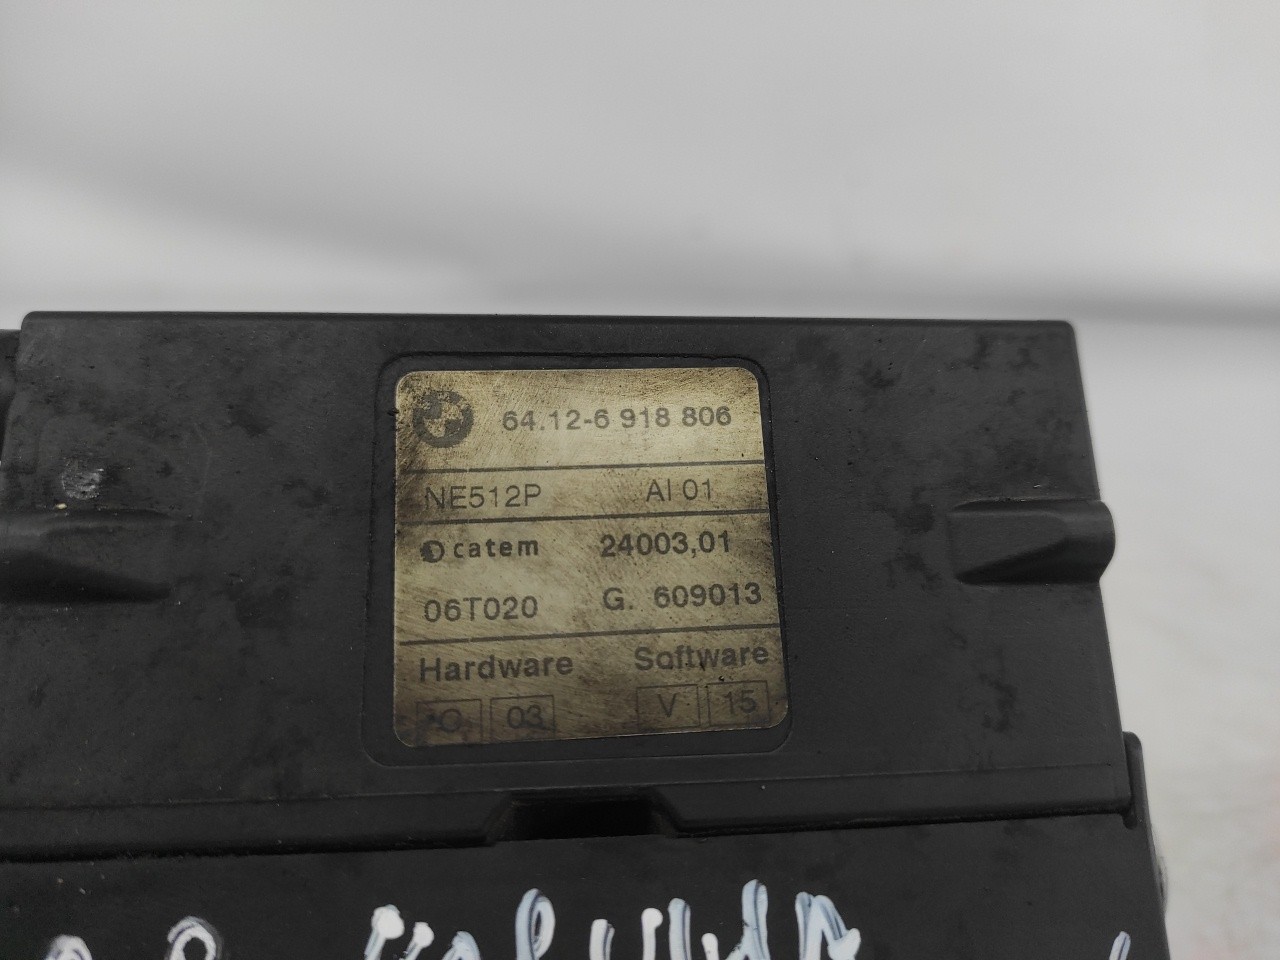 64.12-6 918 806
NE512P AI 01
catem 24003,01
06T020 G. 609013
Hardware Software
O 03 V 15